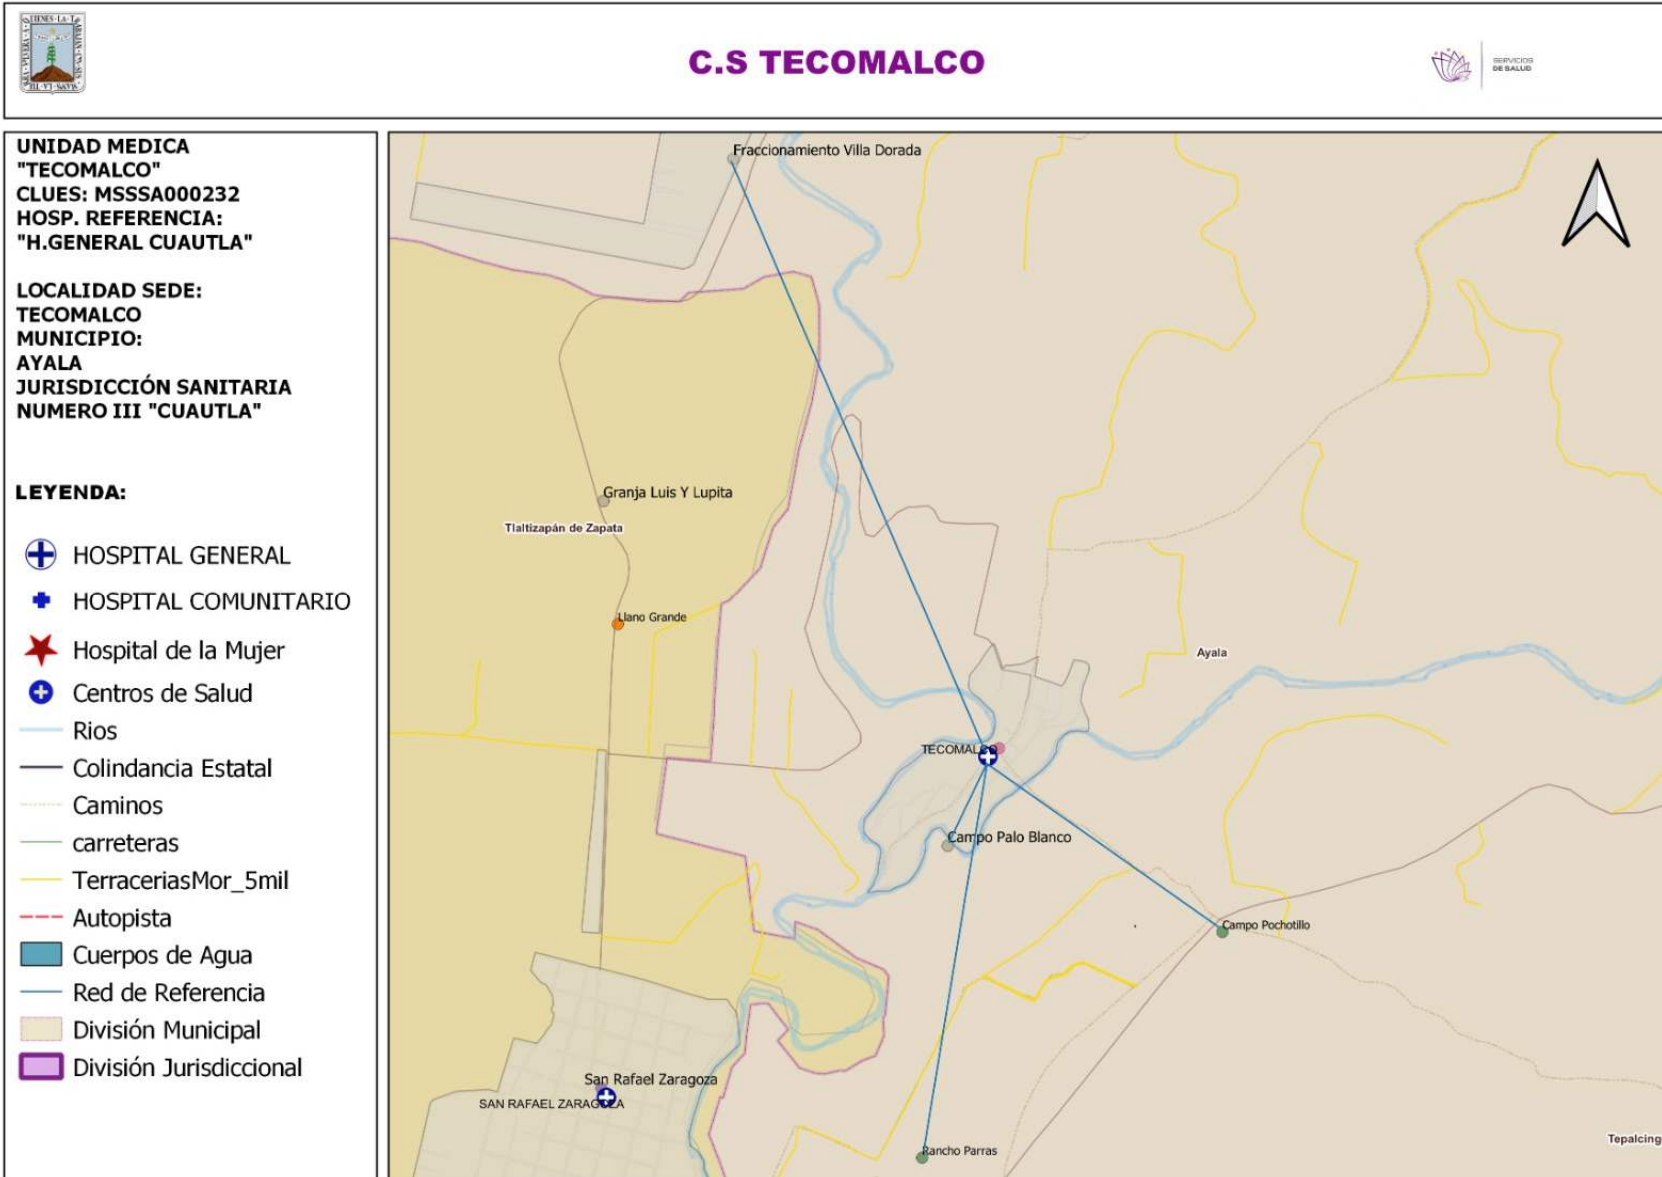 C.S TECOMALCO
SERVICIOS
DE SALUD
UNIDAD MEDICA
"TECOMALCO"
CLUES: MSSSA000232
HOSP. REFERENCIA:
"H.GENERAL CUAUTLA"
LOCALIDAD SEDE:
TECOMALCO
MUNICIPIO:
AYALA
JURISDICCIÓN SANITARIA
NUMERO III "CUAUTLA"
LEYENDA:
HOSPITAL GENERAL
HOSPITAL COMUNITARIO
Hospital de la Mujer
Centros de Salud
Rios
Colindancia Estatal
Caminos
carreteras
TerraceriasMor_5mil
Autopista
Cuerpos de Agua
Red de Referencia
División Municipal
División Jurisdiccional
Fraccionamiento Villa Dorada
Granja Luis Y Lupita
Tlaltizapán de Zapata
Llano Grande
Ayala
TECOMALCO
Campo Palo Blanco
Campo Pochotillo
San Rafael Zaragoza
SAN RAFAEL ZARAGOZA
Rancho Parras
Tepalcing